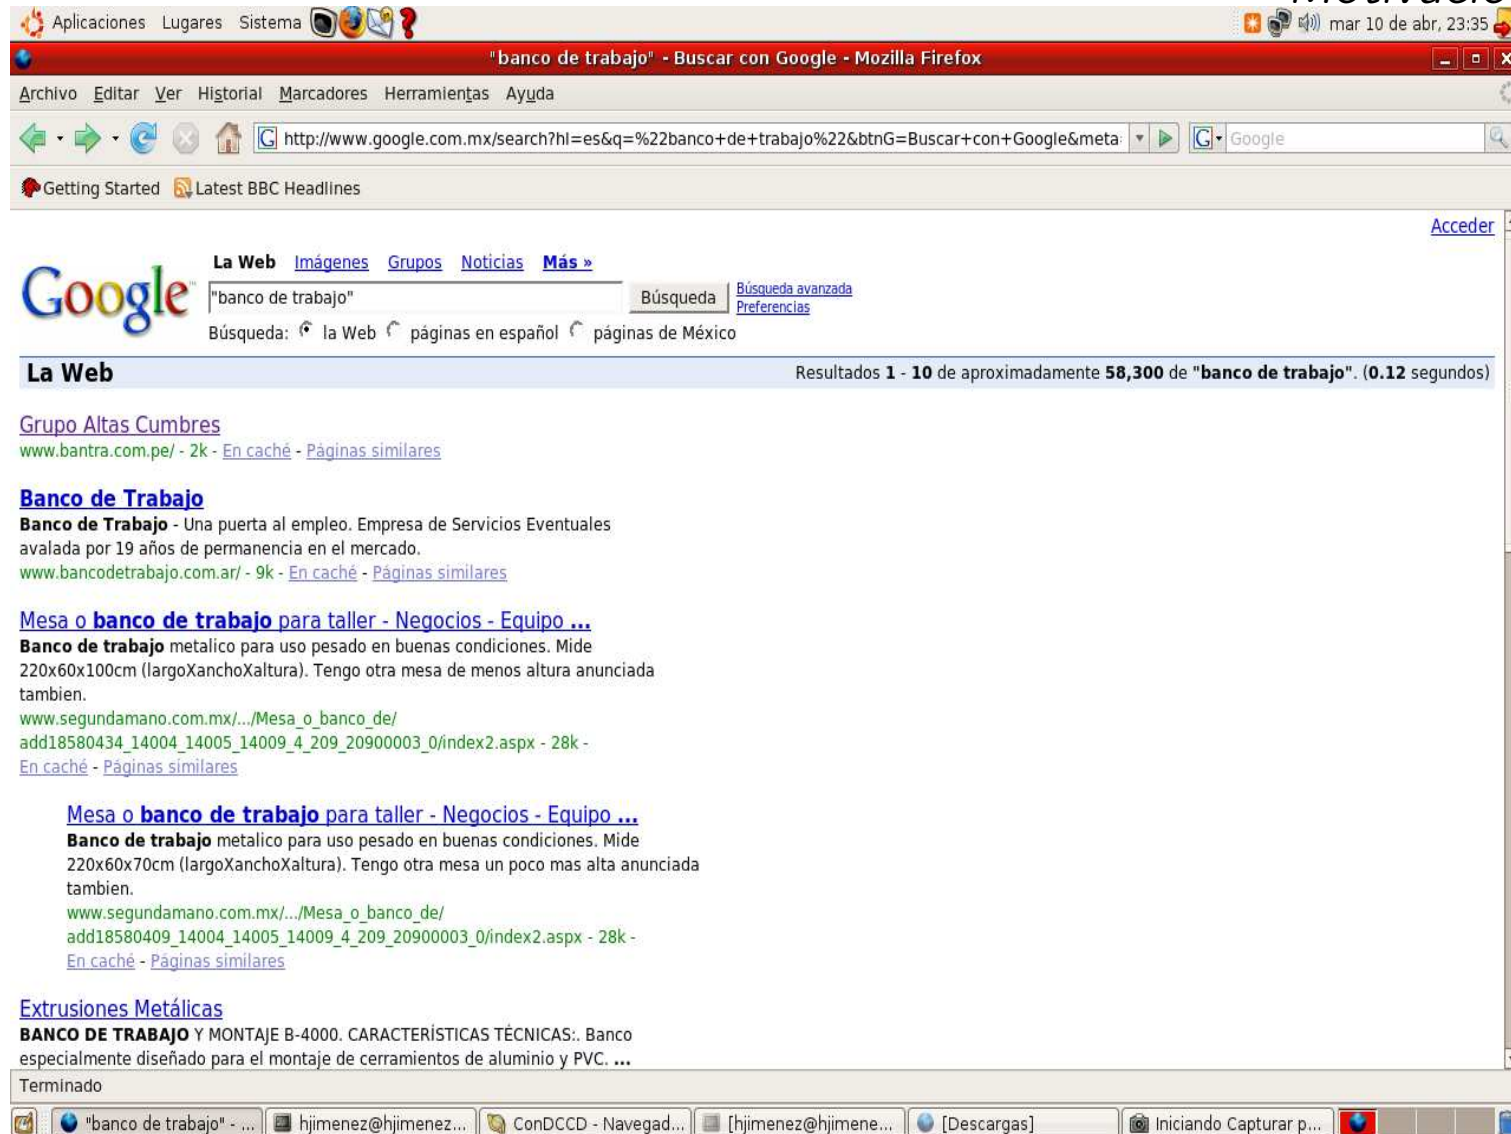 Aplicaciones Lugares Sistema mar 10 de abr, 23:35
"banco de trabajo" - Buscar con Google - Mozilla Firefox
Archivo Editar Ver Historial Marcadores Herramientas Ayuda
http://www.google.com.mx/search?hl=es&q=%22banco+de+trabajo%22&btnG=Buscar+con+Google&meta= Google
Getting Started Latest BBC Headlines
Acceder
La Web Imágenes Grupos Noticias Más »
Google "banco de trabajo" Búsqueda Búsqueda avanzada
Preferencias
Búsqueda: la Web páginas en español páginas de México
La Web Resultados 1 - 10 de aproximadamente 58,300 de "banco de trabajo". (0.12 segundos)
Grupo Altas Cumbres
www.bantra.com.pe/ - 2k - En caché - Páginas similares
Banco de Trabajo
Banco de Trabajo - Una puerta al empleo. Empresa de Servicios Eventuales
avalada por 19 años de permanencia en el mercado.
www.bancodetrabajo.com.ar/ - 9k - En caché - Páginas similares
Mesa o banco de trabajo para taller - Negocios - Equipo ...
Banco de trabajo metalico para uso pesado en buenas condiciones. Mide
220x60x100cm (largoXanchoXaltura). Tengo otra mesa de menos altura anunciada
tambien.
www.segundamano.com.mx/.../Mesa_o_banco_de/
add18580434_14004_14005_14009_4_209_20900003_0/index2.aspx - 28k -
En caché - Páginas similares
Mesa o banco de trabajo para taller - Negocios - Equipo ...
Banco de trabajo metalico para uso pesado en buenas condiciones. Mide
220x60x70cm (largoXanchoXaltura). Tengo otra mesa un poco mas alta anunciada
tambien.
www.segundamano.com.mx/.../Mesa_o_banco_de/
add18580409_14004_14005_14009_4_209_20900003_0/index2.aspx - 28k -
En caché - Páginas similares
Extrusiones Metálicas
BANCO DE TRABAJO Y MONTAJE B-4000. CARACTERÍSTICAS TÉCNICAS:. Banco
especialmente diseñado para el montaje de cerramientos de aluminio y PVC. ...
Terminado
"banco de trabajo" - ... hjimenez@hjimenez... ConDCCD - Navegad... [hjimenez@hjimene... [Descargas] Iniciando Capturar p...